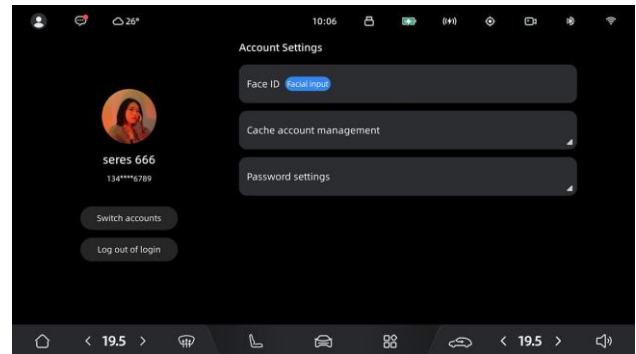 26°
10:06
Account Settings
Face ID Facial input
Cache account management
seres 666
134****6789
Password settings
Switch accounts
Log out of login
< 19.5 >
< 19.5 >